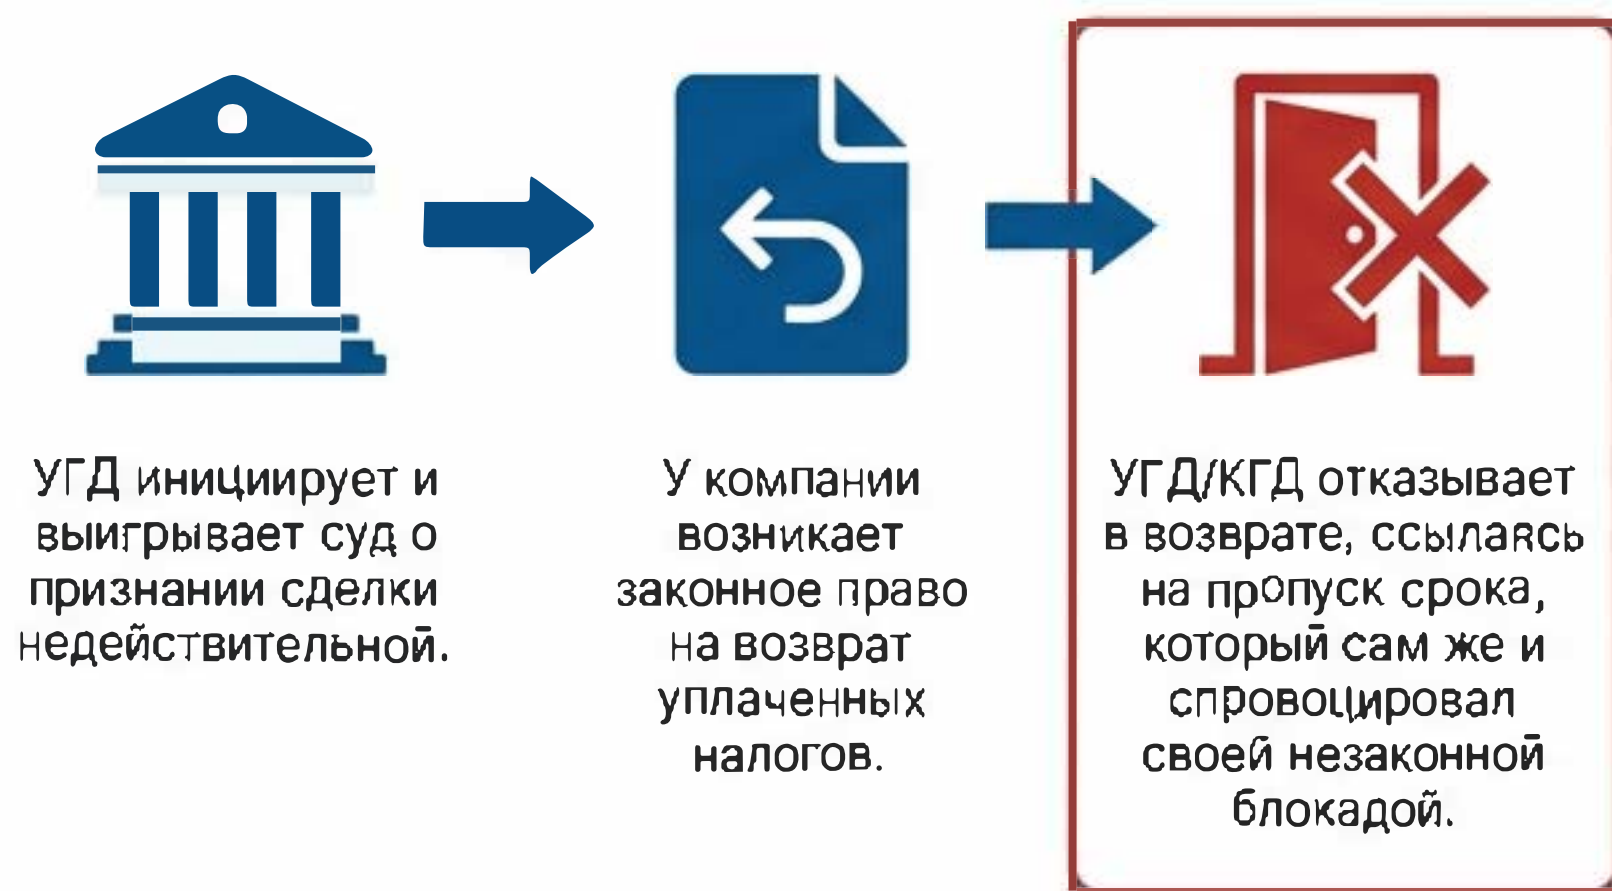 УГД инициирует и
выигрывает суд о
признании сделки
недействительной.
У компании
возникает
законное право
на возврат
уплаченных
налогов.
УГД/КГД отказывает
в возврате, ссылаясь
на пропуск срока,
который сам же и
спровоцировал
своей незаконной
блокадой.